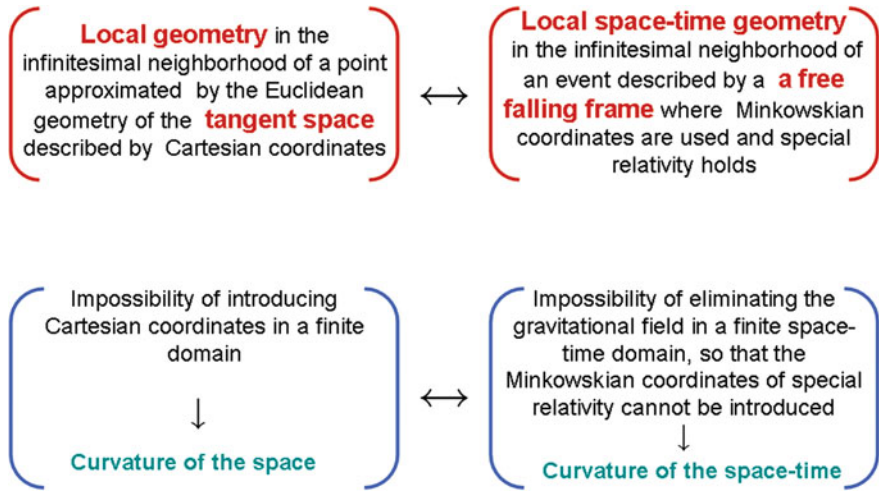 Local geometry in the
infinitesimal neighborhood of a point
approximated by the Euclidean
geometry of the tangent space
described by Cartesian coordinates
↔
Local space-time geometry
in the infinitesimal neighborhood of
an event described by a a free
falling frame where Minkowskian
coordinates are used and special
relativity holds
Impossibility of introducing
Cartesian coordinates in a finite
domain
↓
Curvature of the space
↔
Impossibility of eliminating the
gravitational field in a finite space-
time domain, so that the
Minkowskian coordinates of special
relativity cannot be introduced
↓
Curvature of the space-time